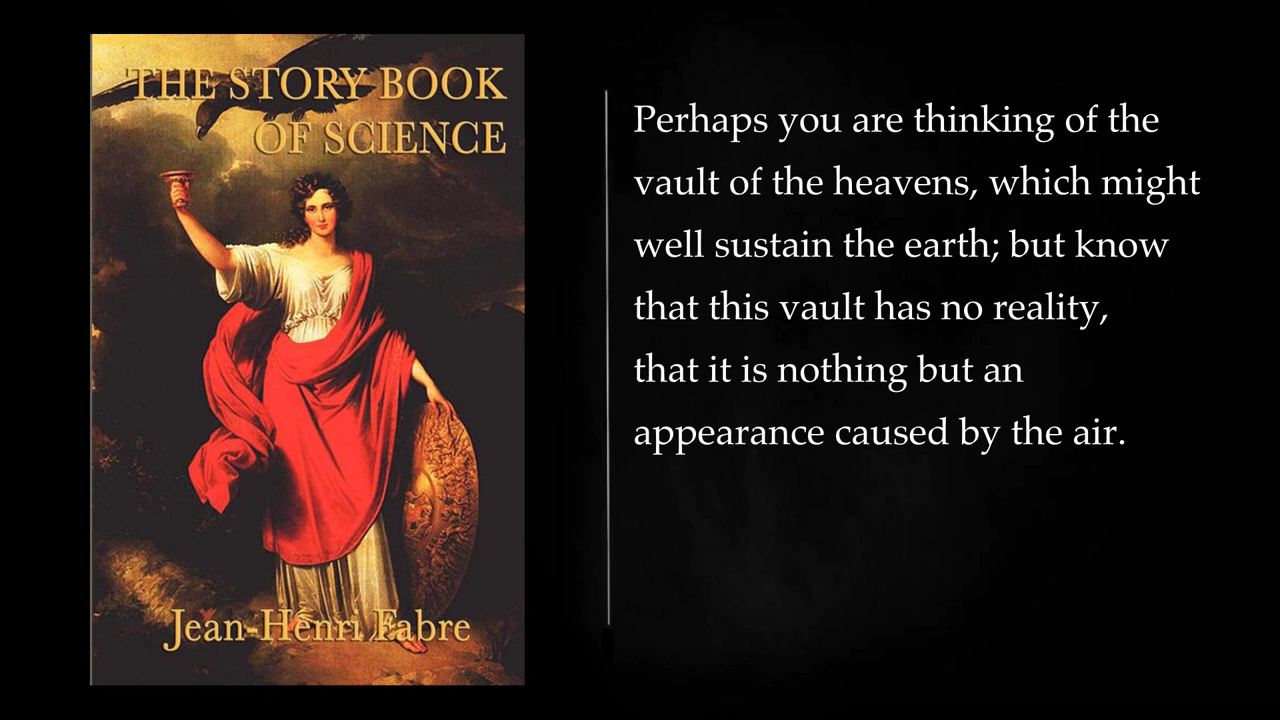 THE STORY BOOK
OF SCIENCE
Jean-Henri Fabre
Perhaps you are thinking of the
vault of the heavens, which might
well sustain the earth; but know
that this vault has no reality,
that it is nothing but an
appearance caused by the air.